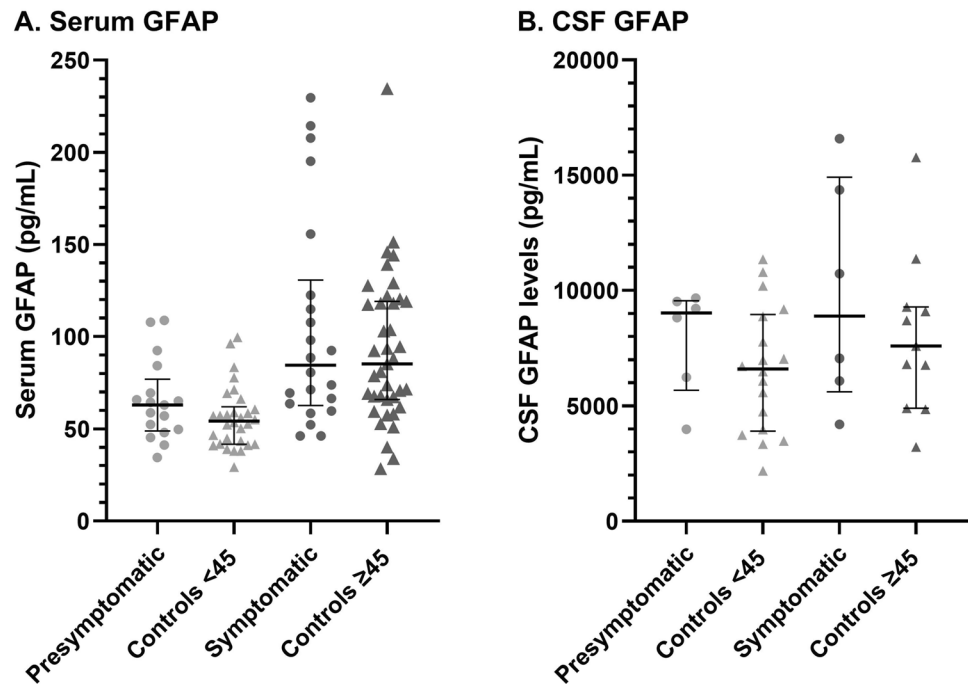 A. Serum GFAP
Serum GFAP (pg/mL)
250
200
150
100
50
0
Presymptomatic
Controls <45
Symptomatic
Controls ≥45
B. CSF GFAP
CSF GFAP levels (pg/mL)
20000
15000
10000
5000
0
Presymptomatic
Controls <45
Symptomatic
Controls ≥45